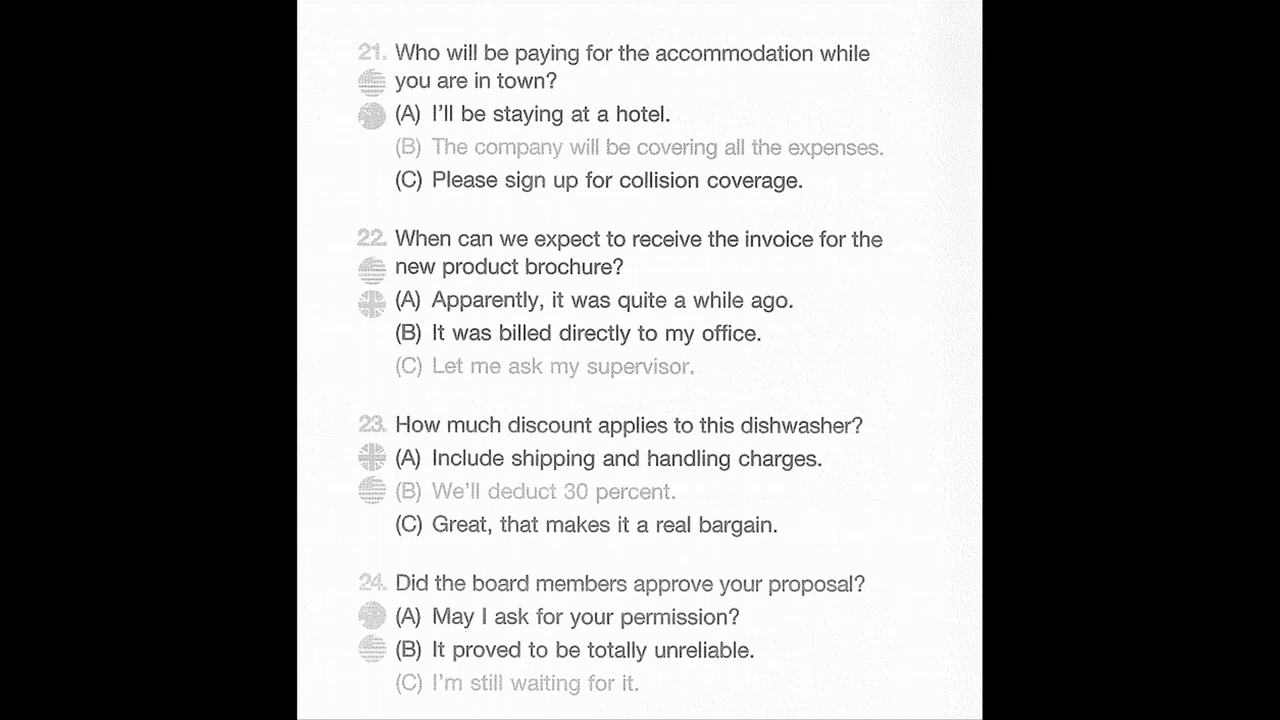 21. Who will be paying for the accommodation while
you are in town?
(A) I'll be staying at a hotel.
(B) The company will be covering all the expenses.
(C) Please sign up for collision coverage.
22. When can we expect to receive the invoice for the
new product brochure?
(A) Apparently, it was quite a while ago.
(B) It was billed directly to my office.
(C) Let me ask my supervisor.
23. How much discount applies to this dishwasher?
(A) Include shipping and handling charges.
(B) We'll deduct 30 percent.
(C) Great, that makes it a real bargain.
24. Did the board members approve your proposal?
(A) May I ask for your permission?
(B) It proved to be totally unreliable.
(C) I'm still waiting for it.